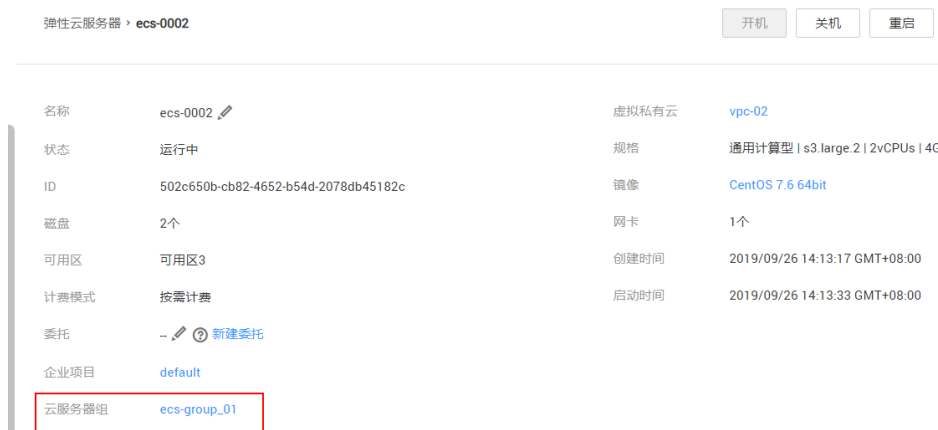 弹性云服务器 › ecs-0002
开机 关机 重启
名称 ecs-0002
虚拟私有云 vpc-02
状态 运行中
规格 通用计算型 | s3.large.2 | 2vCPUs | 4G
ID 502c650b-cb82-4652-b54d-2078db45182c
镜像 CentOS 7.6 64bit
磁盘 2个
网卡 1个
可用区 可用区3
创建时间 2019/09/26 14:13:17 GMT+08:00
计费模式 按需计费
启动时间 2019/09/26 14:13:33 GMT+08:00
委托 -- ? 新建委托
企业项目 default
云服务器组 ecs-group_01